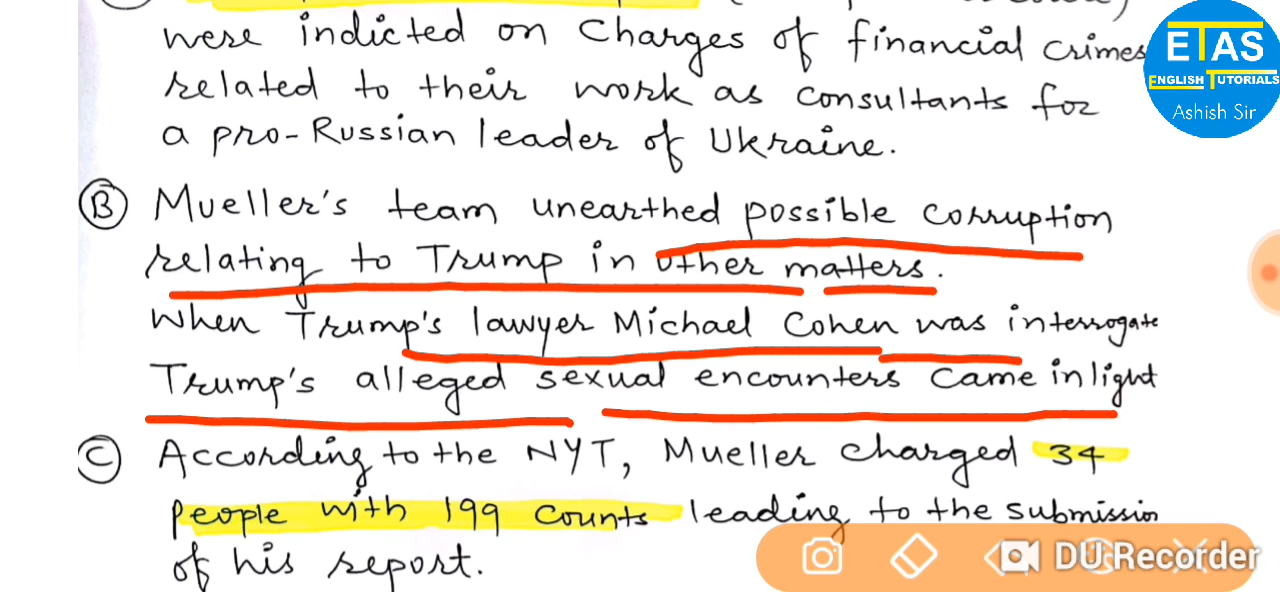 were indicted on Charges of financial crimes
related to their work as consultants for
a pro-Russian leader of Ukraine.
B Mueller's team unearthed possible corruption
relating to Trump in other matters.
When Trump's lawyer Michael Cohen was interrogate
Trump's alleged sexual encounters came in light
C According to the NYT, Mueller charged 34
people with 199 counts leading to the submission
of his report.
ETAS
ENGLISH TUTORIALS
Ashish Sir
DU Recorder